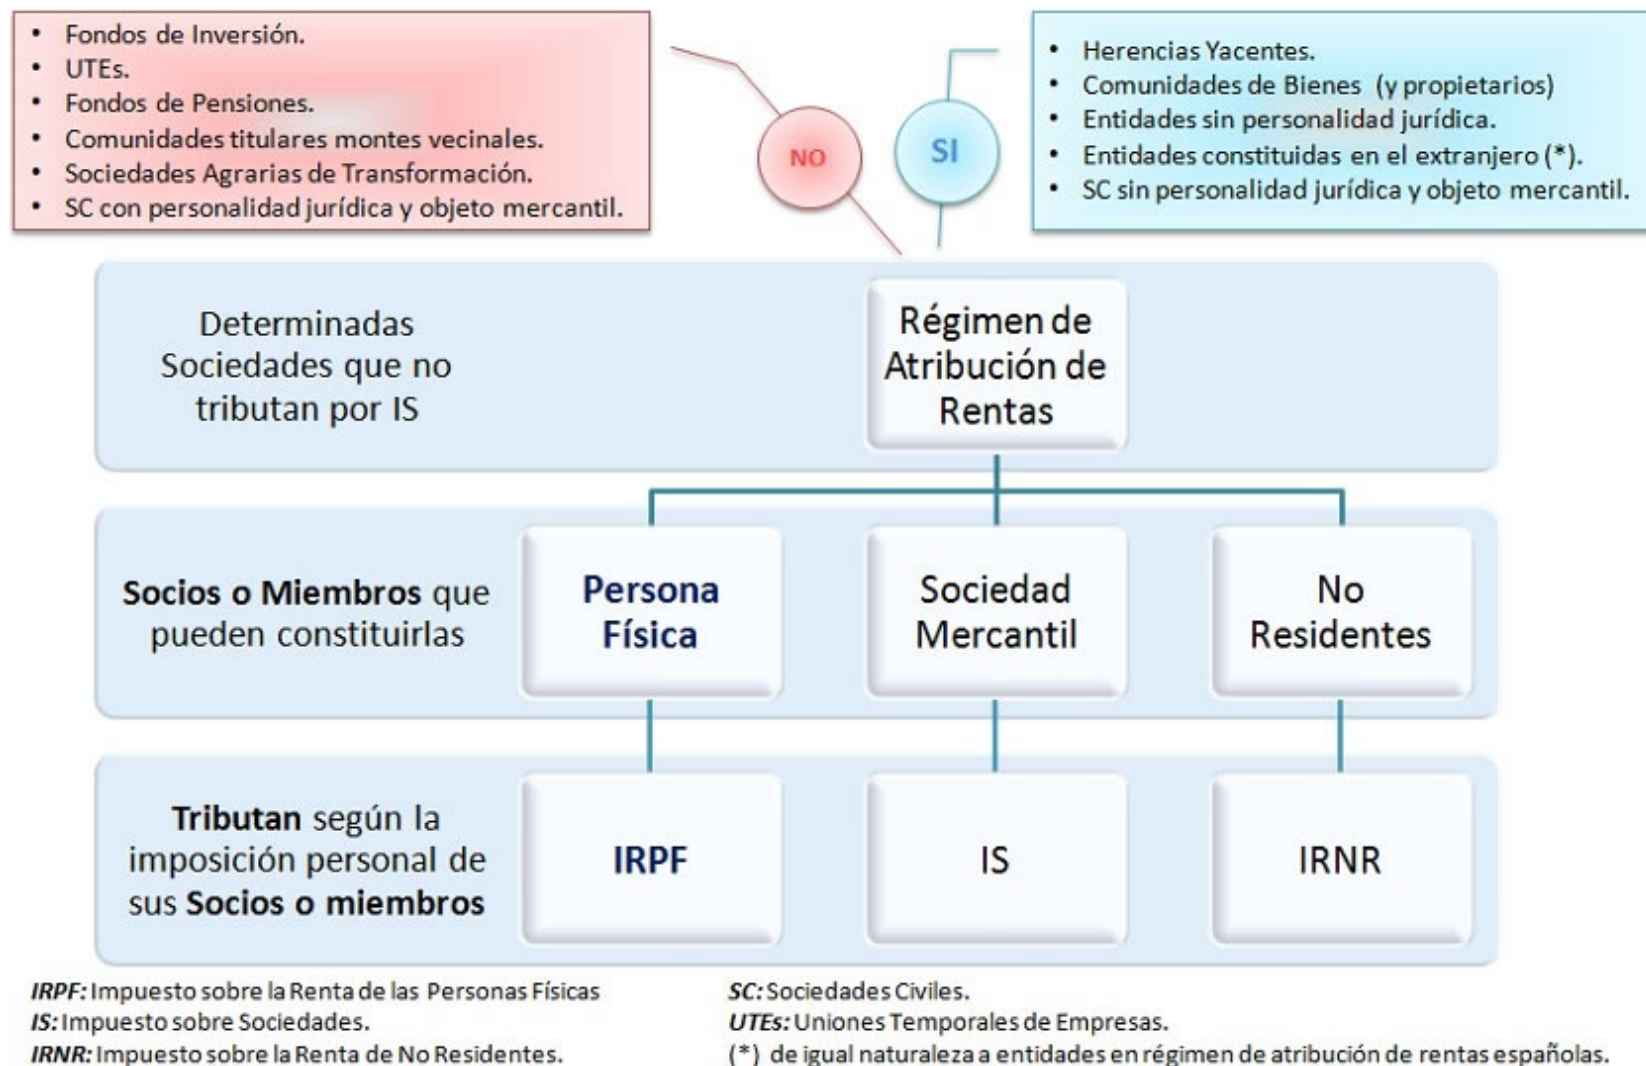 • Fondos de Inversión.
• UTEs.
• Fondos de Pensiones.
• Comunidades titulares montes vecinales.
• Sociedades Agrarias de Transformación.
• SC con personalidad jurídica y objeto mercantil.
NO
SI
• Herencias Yacentes.
• Comunidades de Bienes (y propietarios)
• Entidades sin personalidad jurídica.
• Entidades constituidas en el extranjero (*).
• SC sin personalidad jurídica y objeto mercantil.
Determinadas
Sociedades que no
tributan por IS
Régimen de
Atribución de
Rentas
Socios o Miembros que
pueden constituirlas
Persona
Física
Sociedad
Mercantil
No
Residentes
Tributan según la
imposición personal de
sus Socios o miembros
IRPF
IS
IRNR
IRPF: Impuesto sobre la Renta de las Personas Físicas
IS: Impuesto sobre Sociedades.
IRNR: Impuesto sobre la Renta de No Residentes.
SC: Sociedades Civiles.
UTEs: Uniones Temporales de Empresas.
(*) de igual naturaleza a entidades en régimen de atribución de rentas españolas.